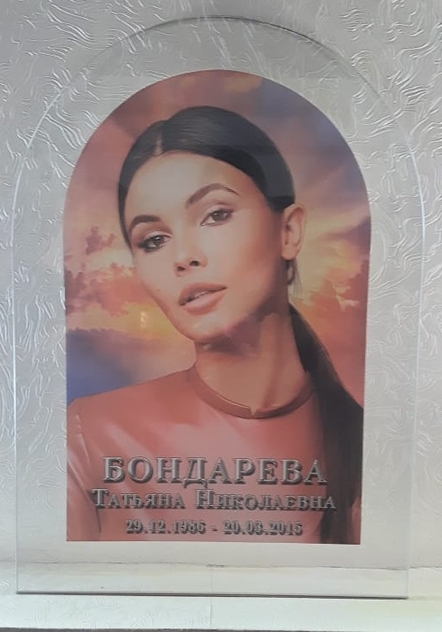 БОНДАРЕВА
Татьяна Николаевна
29.12.1986 - 20.03.2015